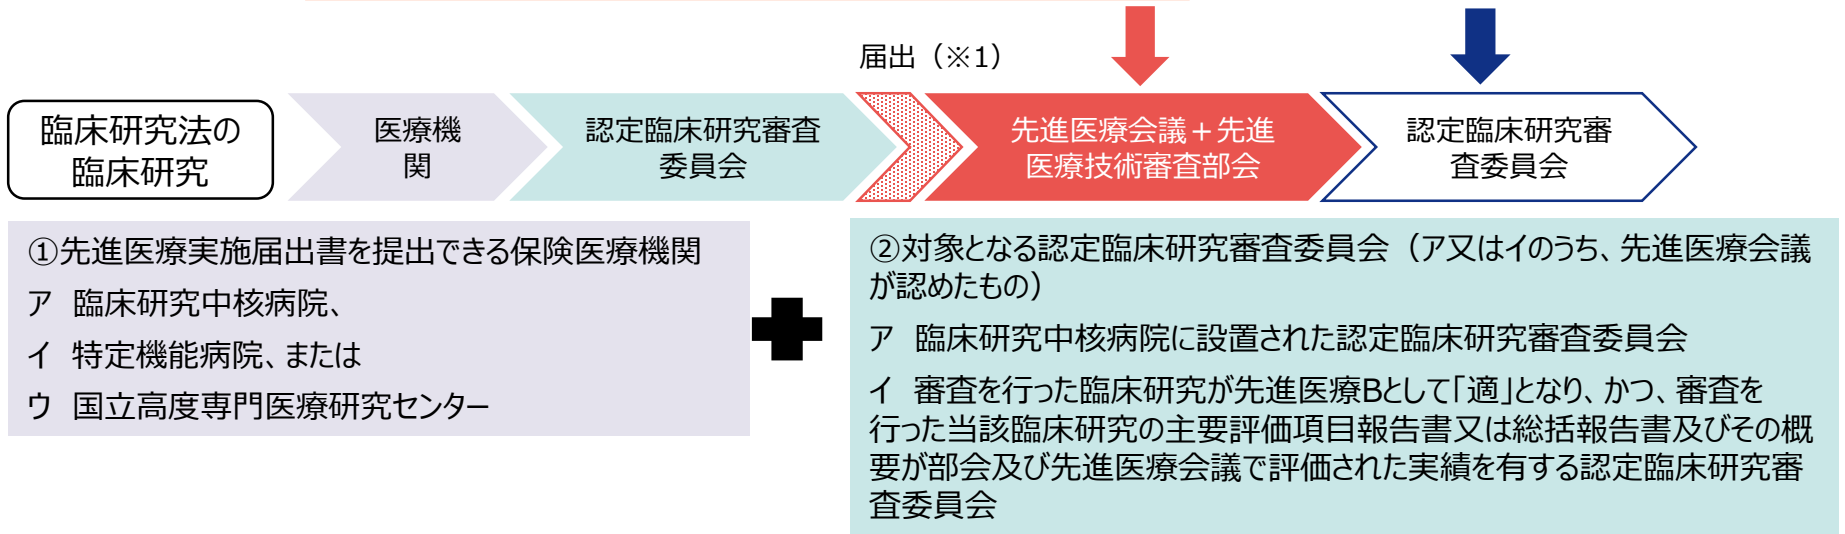 届出（※1）
臨床研究法の
臨床研究
医療機
関
認定臨床研究審査
委員会
先進医療会議＋先進
医療技術審査部会
認定臨床研究審
査委員会
①先進医療実施届出書を提出できる保険医療機関
ア　臨床研究中核病院、
イ　特定機能病院、または
ウ　国立高度専門医療研究センター
②対象となる認定臨床研究審査委員会（ア又はイのうち、先進医療会議
が認めたもの）
ア　臨床研究中核病院に設置された認定臨床研究審査委員会
イ　審査を行った臨床研究が先進医療Bとして「適」となり、かつ、審査を
行った当該臨床研究の主要評価項目報告書又は総括報告書及びその概
要が部会及び先進医療会議で評価された実績を有する認定臨床研究審
査委員会